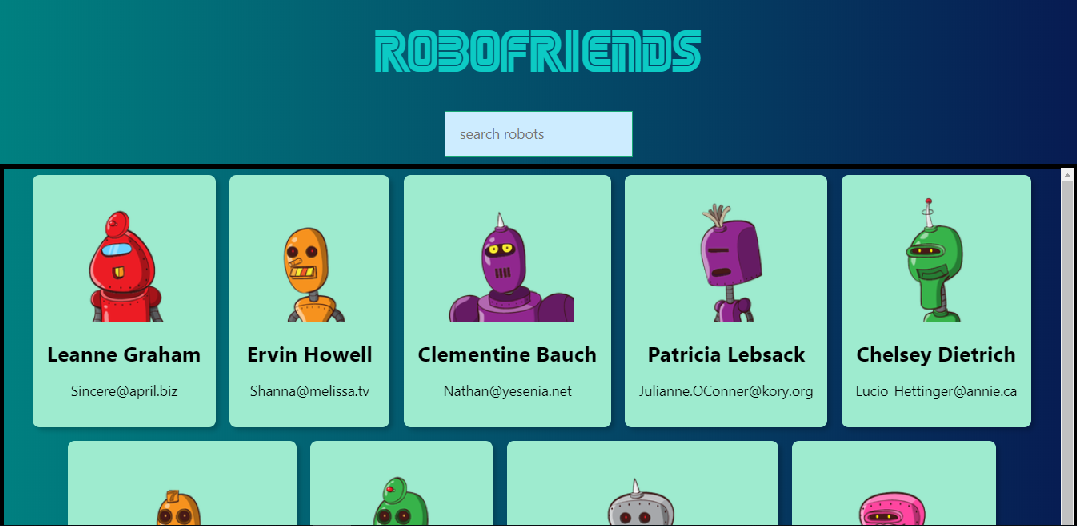 ROBOFRIENDS
search robots
Leanne Graham
Ervin Howell
Clementine Bauch
Patricia Lebsack
Chelsey Dietrich
Sincere@april.biz
Shanna@melissa.tv
Nathan@yesenia.net
Julianne.OConner@kory.org
Lucio_Hettinger@annie.ca